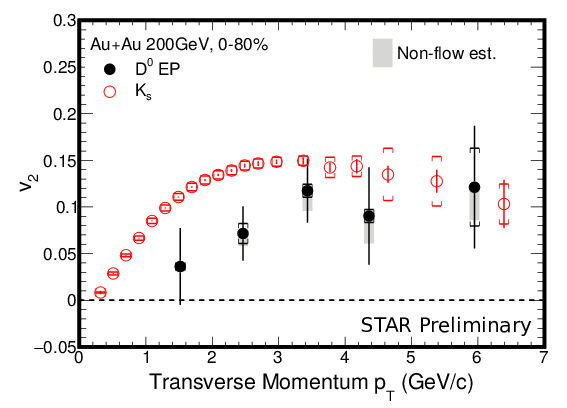 Au+Au 200GeV, 0-80%
D⁰ EP
Kₛ
Non-flow est.
0.3
0.25
0.2
0.15
0.1
0.05
0
−0.05
v₂
STAR Preliminary
0 1 2 3 4 5 6 7
Transverse Momentum p_T (GeV/c)